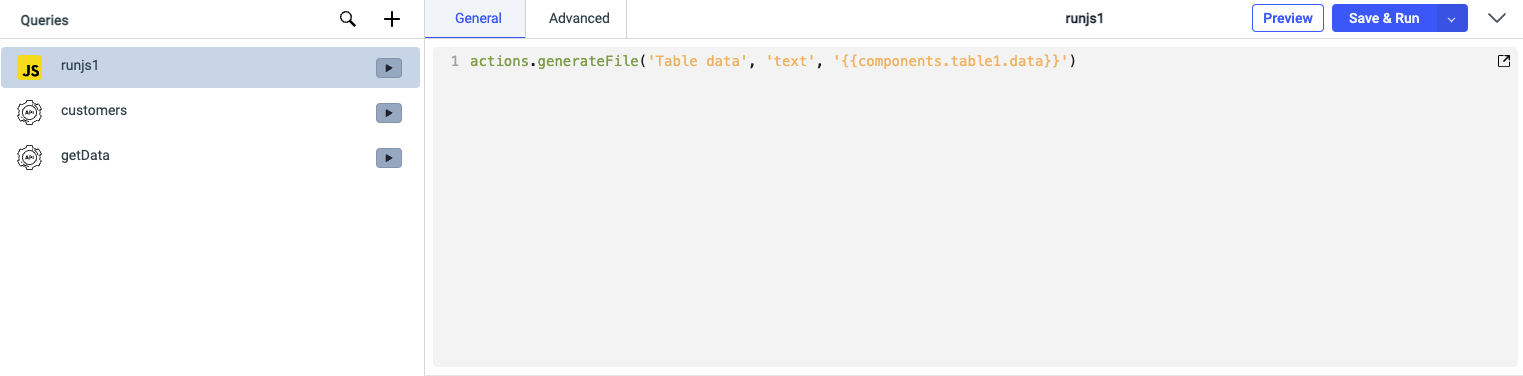 Queries
General Advanced runjs1 Preview Save & Run
JS runjs1
1 actions.generateFile('Table data', 'text', '{{components.table1.data}}')
API customers
API getData